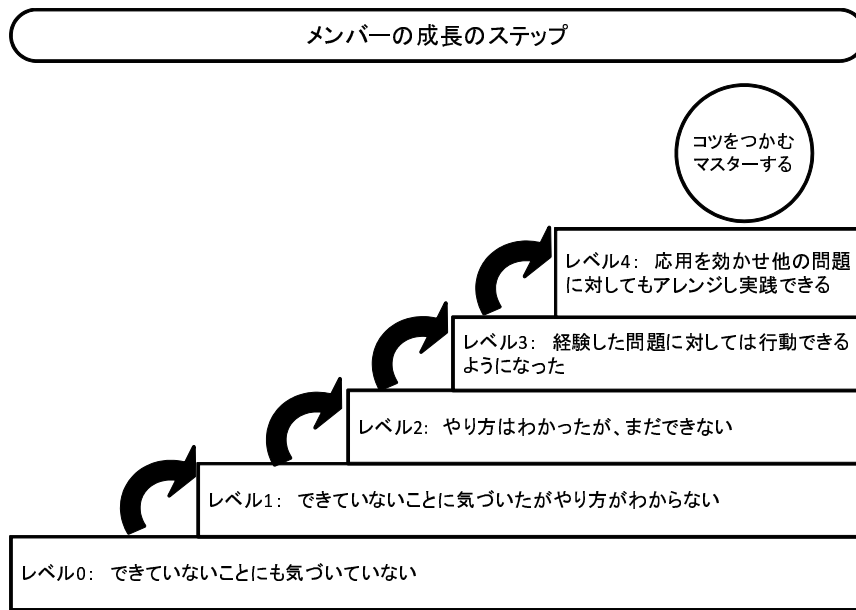 メンバーの成長のステップ
コツをつかむ
マスターする
レベル4： 応用を効かせ他の問題
に対してもアレンジし実践できる
レベル3： 経験した問題に対しては行動できる
ようになった
レベル2： やり方はわかったが、まだできない
レベル1： できていないことに気づいたがやり方がわからない
レベル0： できていないことにも気づいていない